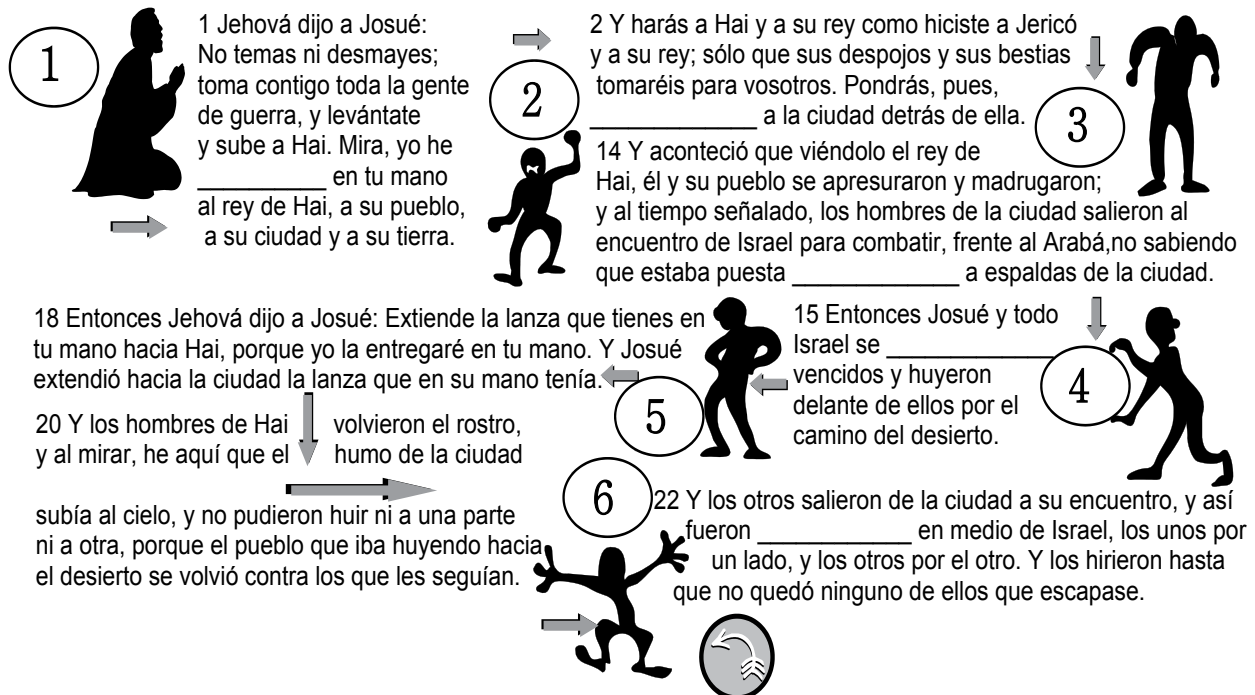 1
1 Jehová dijo a Josué:
No temas ni desmayes;
toma contigo toda la gente
de guerra, y levántate
y sube a Hai. Mira, yo he
__________ en tu mano
al rey de Hai, a su pueblo,
a su ciudad y a su tierra.
2
2 Y harás a Hai y a su rey como hiciste a Jericó
y a su rey; sólo que sus despojos y sus bestias
tomaréis para vosotros. Pondrás, pues,
_____________ a la ciudad detrás de ella.
3
14 Y aconteció que viéndolo el rey de
Hai, él y su pueblo se apresuraron y madrugaron;
y al tiempo señalado, los hombres de la ciudad salieron al
encuentro de Israel para combatir, frente al Arabá,no sabiendo
que estaba puesta _____________ a espaldas de la ciudad.
4
15 Entonces Josué y todo
Israel se _____________
vencidos y huyeron
delante de ellos por el
camino del desierto.
5
18 Entonces Jehová dijo a Josué: Extiende la lanza que tienes en
tu mano hacia Hai, porque yo la entregaré en tu mano. Y Josué
extendió hacia la ciudad la lanza que en su mano tenía.
20 Y los hombres de Hai volvieron el rostro,
y al mirar, he aquí que el humo de la ciudad
subía al cielo, y no pudieron huir ni a una parte
ni a otra, porque el pueblo que iba huyendo hacia
el desierto se volvió contra los que les seguían.
6
22 Y los otros salieron de la ciudad a su encuentro, y así
fueron ____________ en medio de Israel, los unos por
un lado, y los otros por el otro. Y los hirieron hasta
que no quedó ninguno de ellos que escapase.